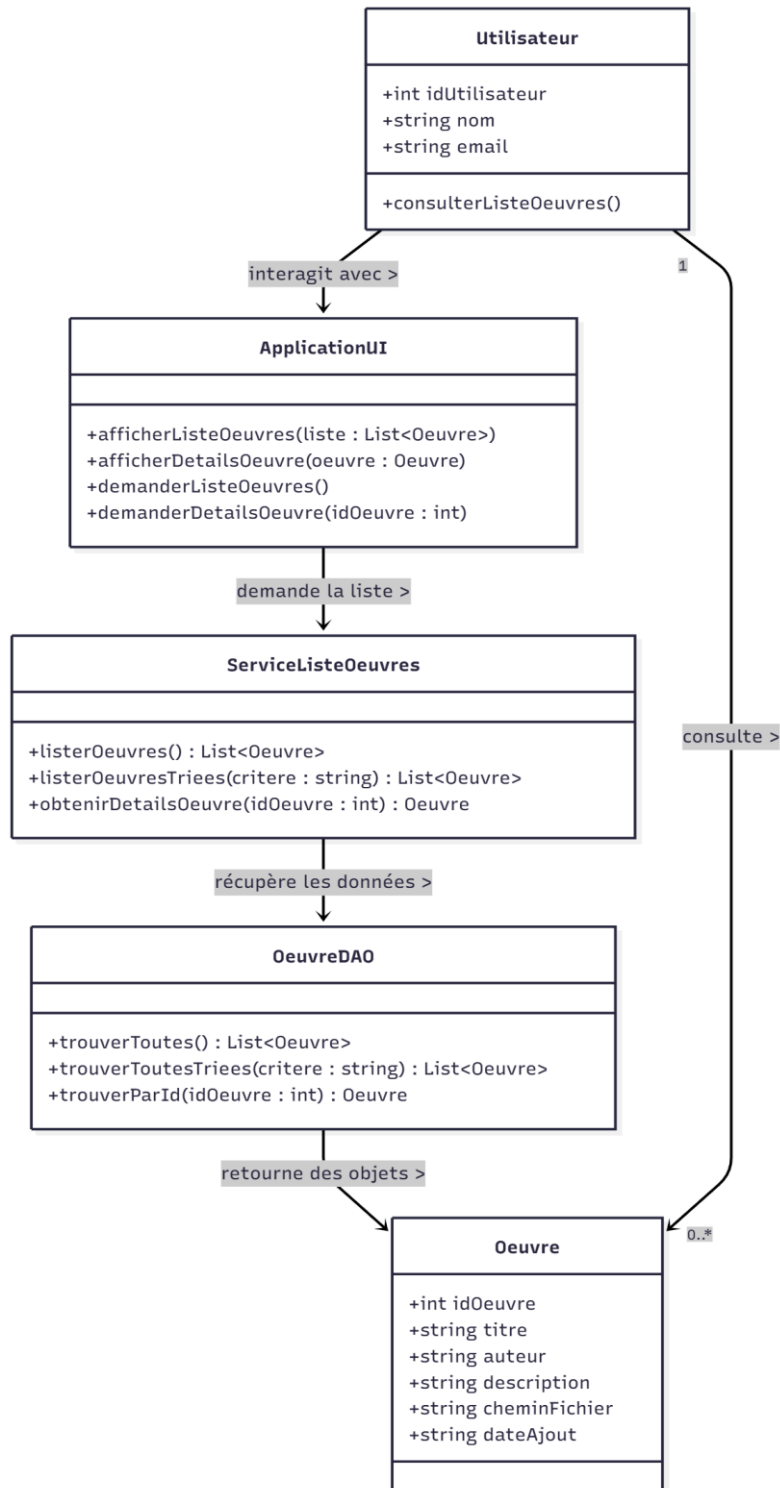 Utilisateur
+int idUtilisateur
+string nom
+string email
+consulterListeOeuvres()
interagit avec >
1
ApplicationUI
+afficherListeOeuvres(liste : List<Oeuvre>)
+afficherDetailsOeuvre(oeuvre : Oeuvre)
+demanderListeOeuvres()
+demanderDetailsOeuvre(idOeuvre : int)
demande la liste >
ServiceListeOeuvres
+listerOeuvres() : List<Oeuvre>
+listerOeuvresTriees(critere : string) : List<Oeuvre>
+obtenirDetailsOeuvre(idOeuvre : int) : Oeuvre
consulte >
récupère les données >
OeuvreDAO
+trouverToutes() : List<Oeuvre>
+trouverToutesTriees(critere : string) : List<Oeuvre>
+trouverParId(idOeuvre : int) : Oeuvre
retourne des objets >
0..*
Oeuvre
+int idOeuvre
+string titre
+string auteur
+string description
+string cheminFichier
+string dateAjout